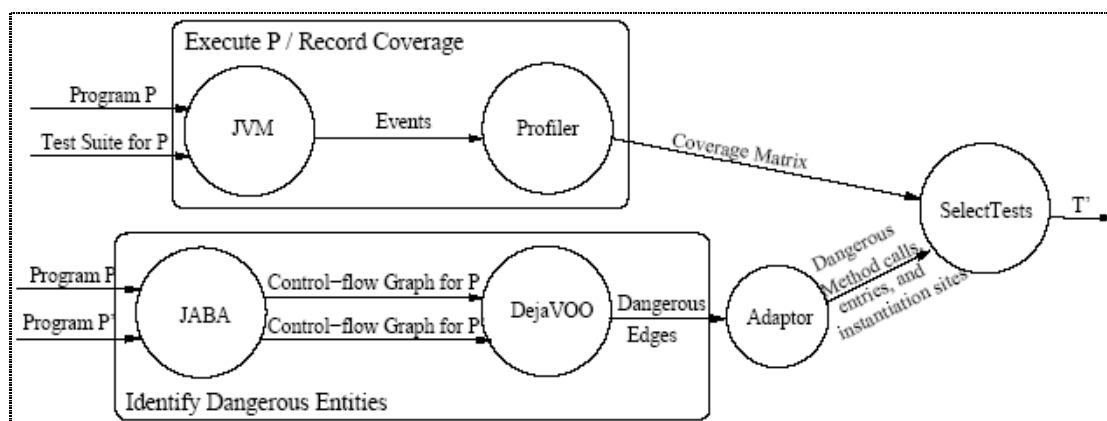 Execute P / Record Coverage
Program P
Test Suite for P
JVM
Events
Profiler
Coverage Matrix
SelectTests
T'
Program P
Program P'
JABA
Control-flow Graph for P
Control-flow Graph for P'
DejaVOO
Dangerous
Edges
Adaptor
Dangerous
Method calls,
entries, and
instantiation sites
Identify Dangerous Entities